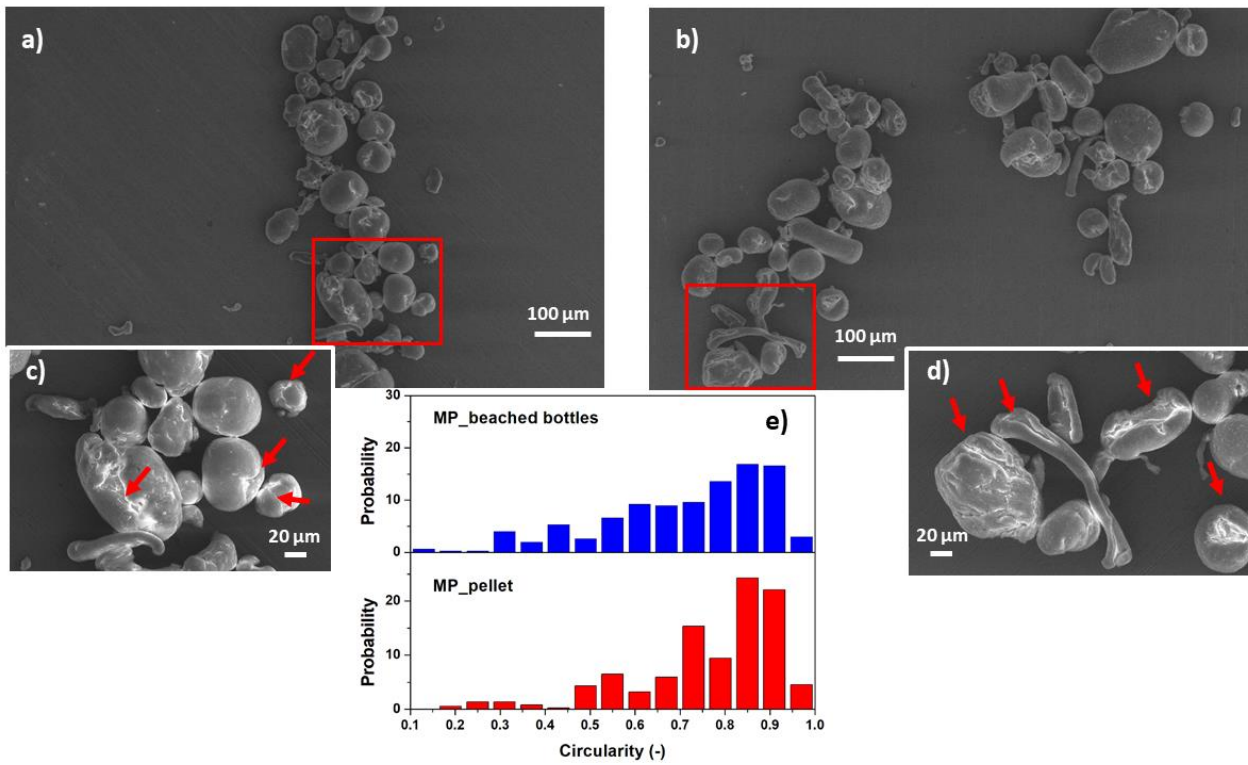 a)
100 µm
b)
100 µm
c)
20 µm
d)
20 µm
e)
MP_beached bottles
Probability
30
20
10
0
MP_pellet
Probability
20
10
0
0.1 0.2 0.3 0.4 0.5 0.6 0.7 0.8 0.9 1.0
Circularity (-)